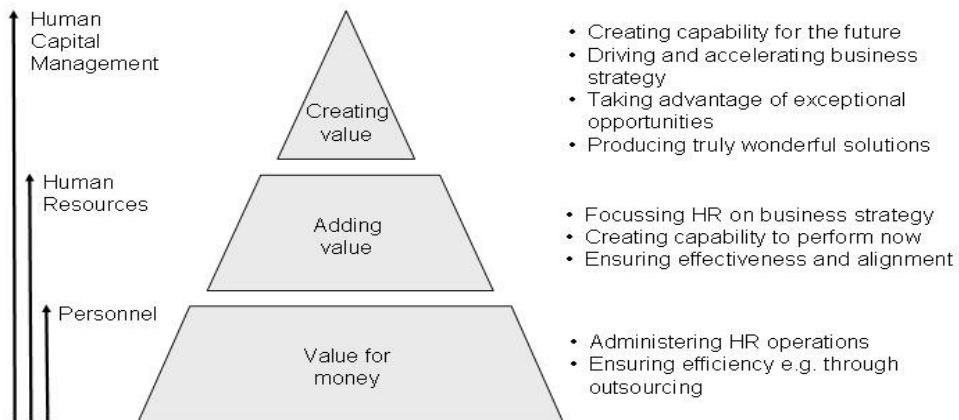 Human
Capital
Management
Creating
value
• Creating capability for the future
• Driving and accelerating business
strategy
• Taking advantage of exceptional
opportunities
• Producing truly wonderful solutions
Human
Resources
Adding
value
• Focussing HR on business strategy
• Creating capability to perform now
• Ensuring effectiveness and alignment
Personnel
Value for
money
• Administering HR operations
• Ensuring efficiency e.g. through
outsourcing